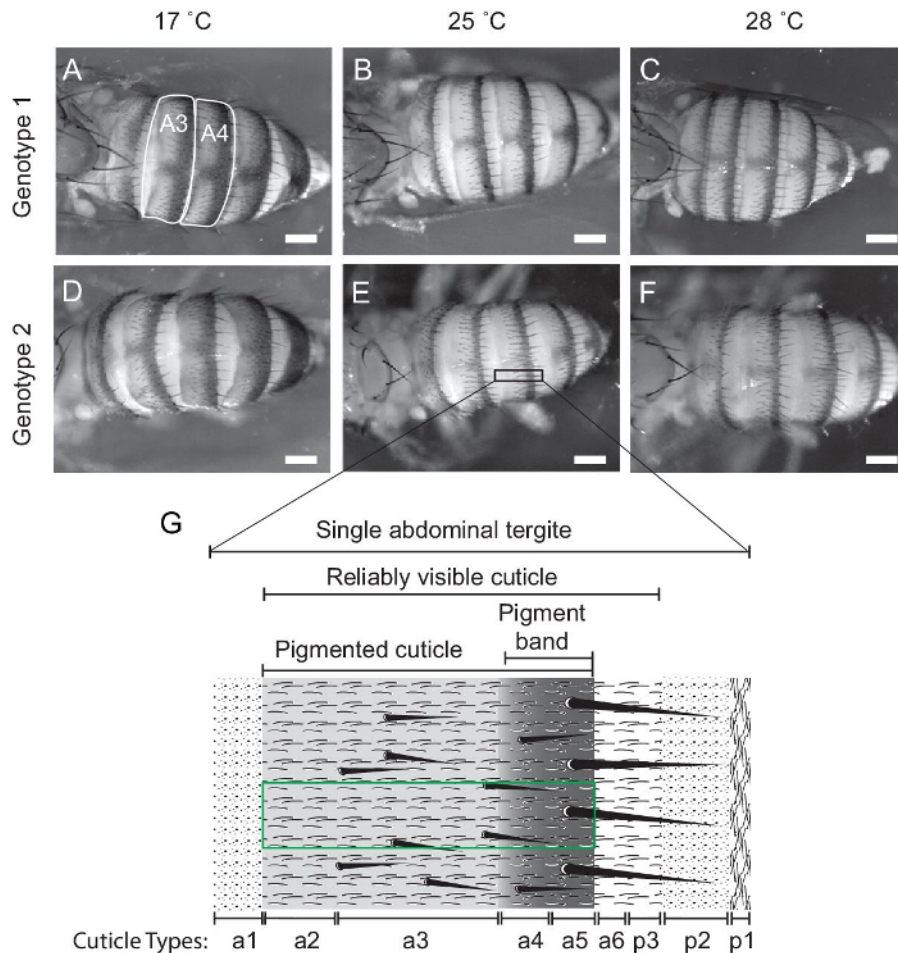 17 °C 25 °C 28 °C
Genotype 1
A A3 A4 B C
Genotype 2
D E F
G
Single abdominal tergite
Reliably visible cuticle
Pigment
band
Pigmented cuticle
Cuticle Types: a1 a2 a3 a4 a5 a6 p3 p2 p1